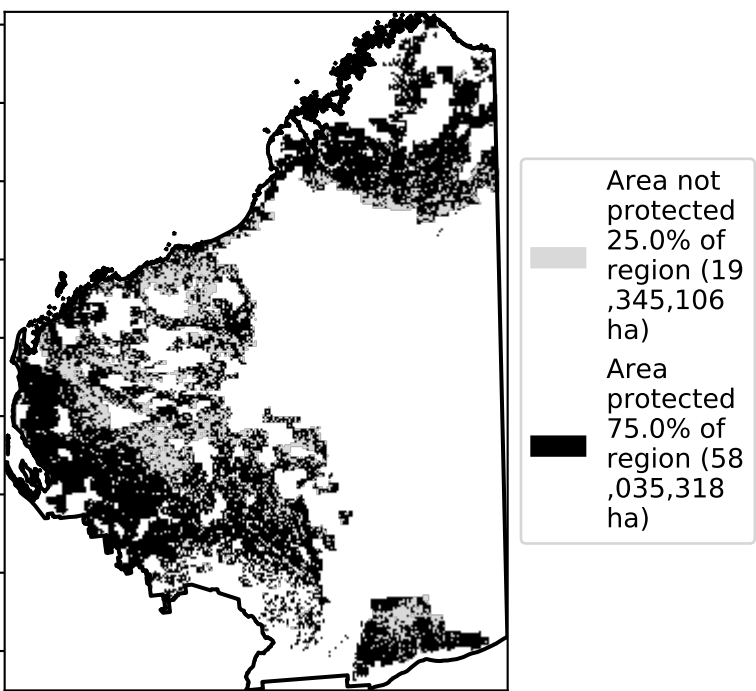 Area not
protected
25.0% of
region (19
,345,106
ha)
Area
protected
75.0% of
region (58
,035,318
ha)